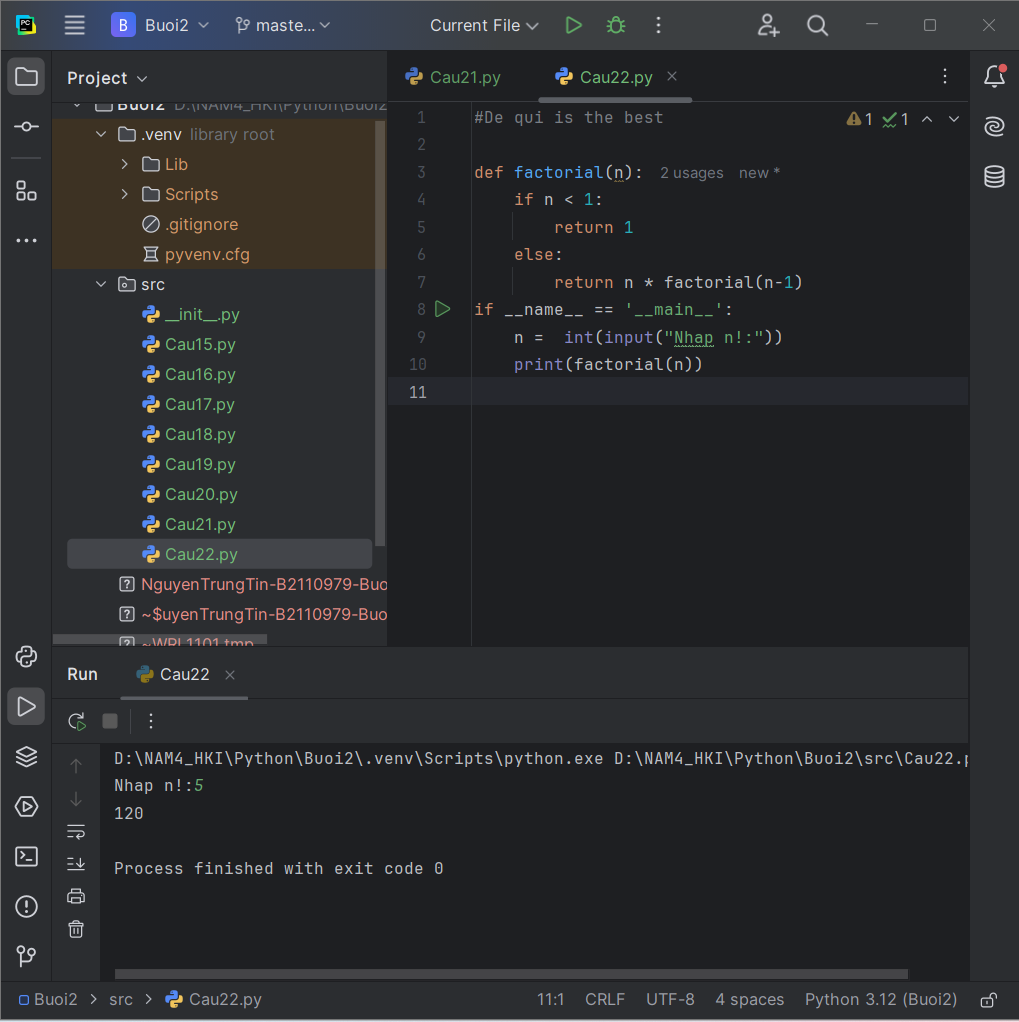 B Buoi2 maste... Current File
Project
Buoi2 D:\NAM4_HKI\Python\Buoi2
.venv library root
Lib
Scripts
.gitignore
pyvenv.cfg
src
__init__.py
Cau15.py
Cau16.py
Cau17.py
Cau18.py
Cau19.py
Cau20.py
Cau21.py
Cau22.py
NguyenTrungTin-B2110979-Buo
~$uyenTrungTin-B2110979-Buo
~WRL1101.tmp
Cau21.py Cau22.py
1 #De qui is the best 1 1
2
3 def factorial(n): 2 usages new *
4 if n < 1:
5 return 1
6 else:
7 return n * factorial(n-1)
8 if __name__ == '__main__':
9 n =  int(input("Nhap n!:"))
10 print(factorial(n))
11
Run Cau22
D:\NAM4_HKI\Python\Buoi2\.venv\Scripts\python.exe D:\NAM4_HKI\Python\Buoi2\src\Cau22.p
Nhap n!:5
120
Process finished with exit code 0
Buoi2 > src > Cau22.py 11:1 CRLF UTF-8 4 spaces Python 3.12 (Buoi2)